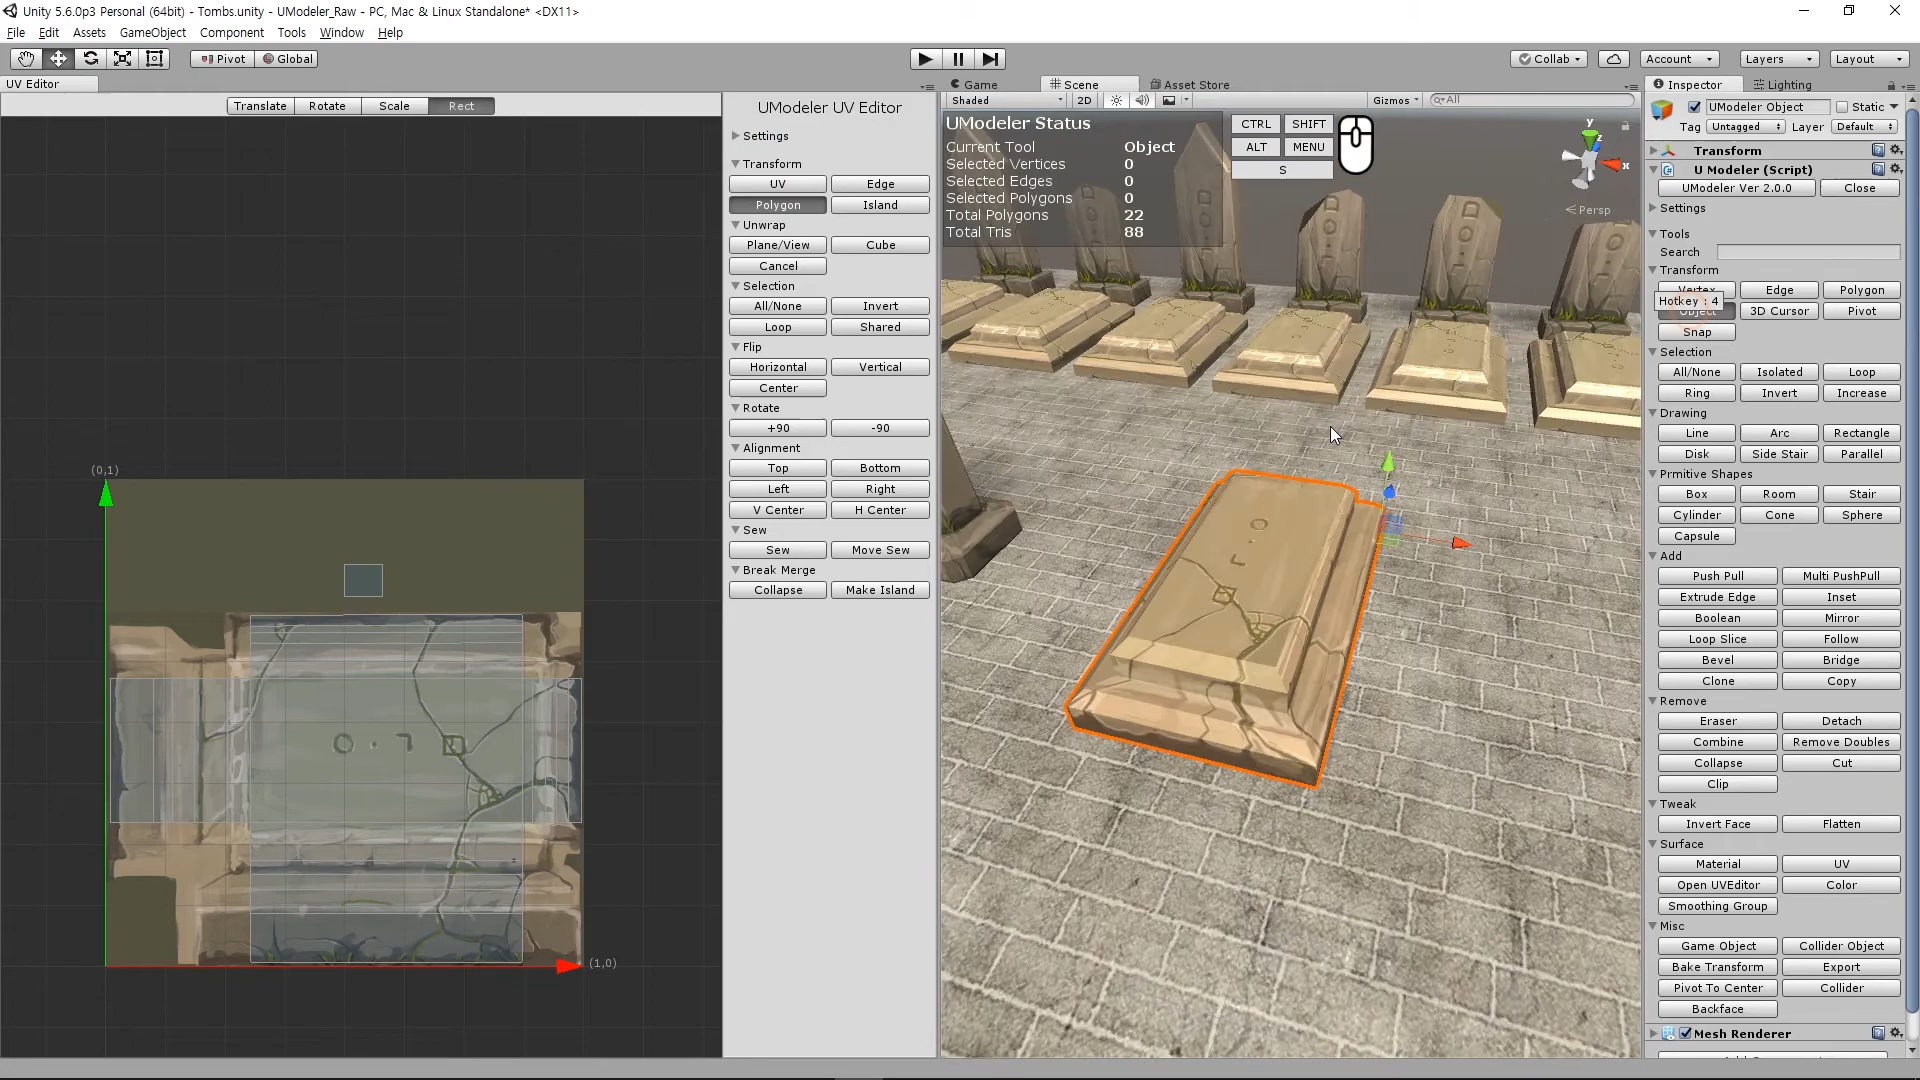 Unity 5.6.0p3 Personal (64bit) - Tombs.unity - UModeler_Raw - PC, Mac & Linux Standalone* <DX11>
File Edit Assets GameObject Component Tools Window Help
Pivot Global Collab Account Layers Layout
UV Editor
Translate Rotate Scale Rect
(0,1)
(1,0)
UModeler UV Editor
Settings
Transform
UV Edge
Polygon Island
Unwrap
Plane/View Cube
Cancel
Selection
All/None Invert
Loop Shared
Flip
Horizontal Vertical
Center
Rotate
+90 -90
Alignment
Top Bottom
Left Right
V Center H Center
Sew
Sew Move Sew
Break Merge
Collapse Make Island
Game Scene Asset Store
Shaded 2D Gizmos All
UModeler Status
Current Tool Object
Selected Vertices 0
Selected Edges 0
Selected Polygons 0
Total Polygons 22
Total Tris 88
CTRL SHIFT
ALT MENU
S
y
z
x
Persp
Inspector Lighting
UModeler Object Static
Tag Untagged Layer Default
Transform
U Modeler (Script)
UModeler Ver 2.0.0 Close
Settings
Tools
Search
Transform
Vertex Edge Polygon
Hotkey : 4
Object 3D Cursor Pivot
Snap
Selection
All/None Isolated Loop
Ring Invert Increase
Drawing
Line Arc Rectangle
Disk Side Stair Parallel
Prmitive Shapes
Box Room Stair
Cylinder Cone Sphere
Capsule
Add
Push Pull Multi PushPull
Extrude Edge Inset
Boolean Mirror
Loop Slice Follow
Bevel Bridge
Clone Copy
Remove
Eraser Detach
Combine Remove Doubles
Collapse Cut
Clip
Tweak
Invert Face Flatten
Surface
Material UV
Open UVEditor Color
Smoothing Group
Misc
Game Object Collider Object
Bake Transform Export
Pivot To Center Collider
Backface
Mesh Renderer